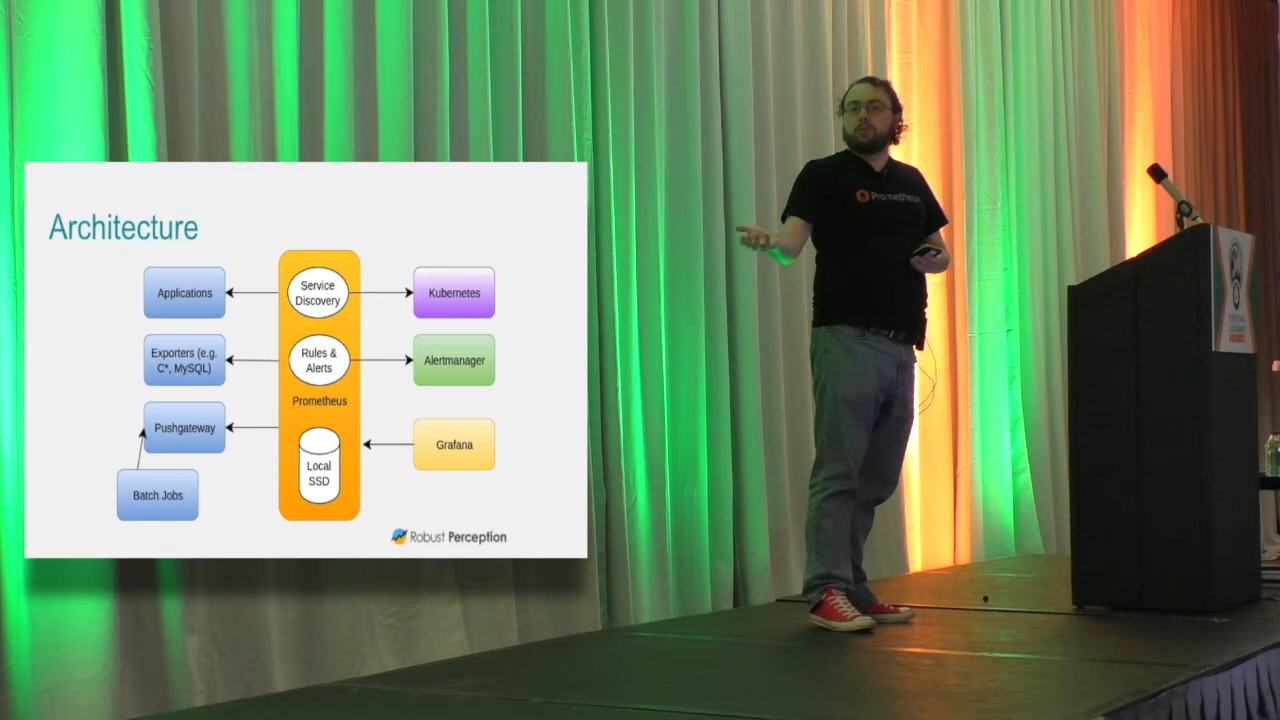 Architecture
Applications
Service
Discovery
Kubernetes
Exporters (e.g.
C*, MySQL)
Rules &
Alerts
Alertmanager
Prometheus
Pushgateway
Grafana
Local
SSD
Batch Jobs
Robust Perception
Prometheus